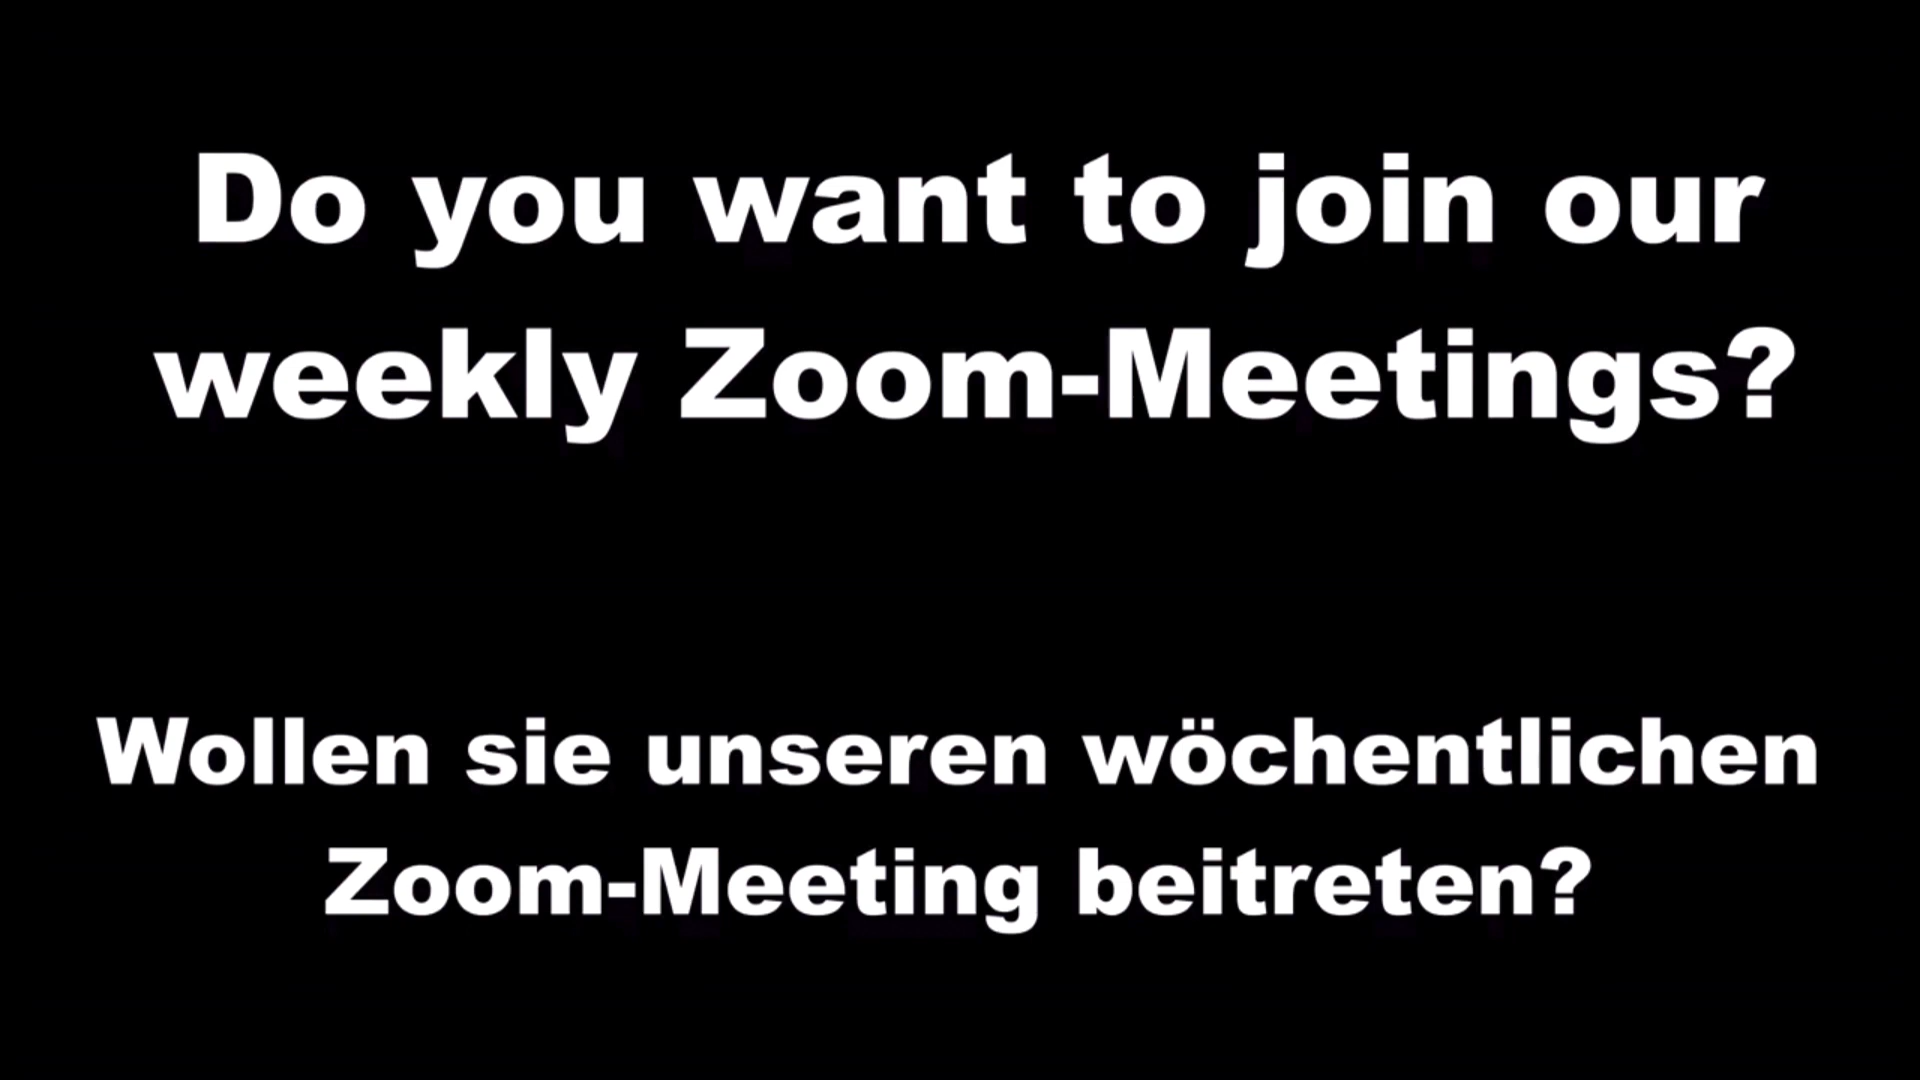 Do you want to join our
weekly Zoom-Meetings?
Wollen sie unseren wöchentlichen
Zoom-Meeting beitreten?